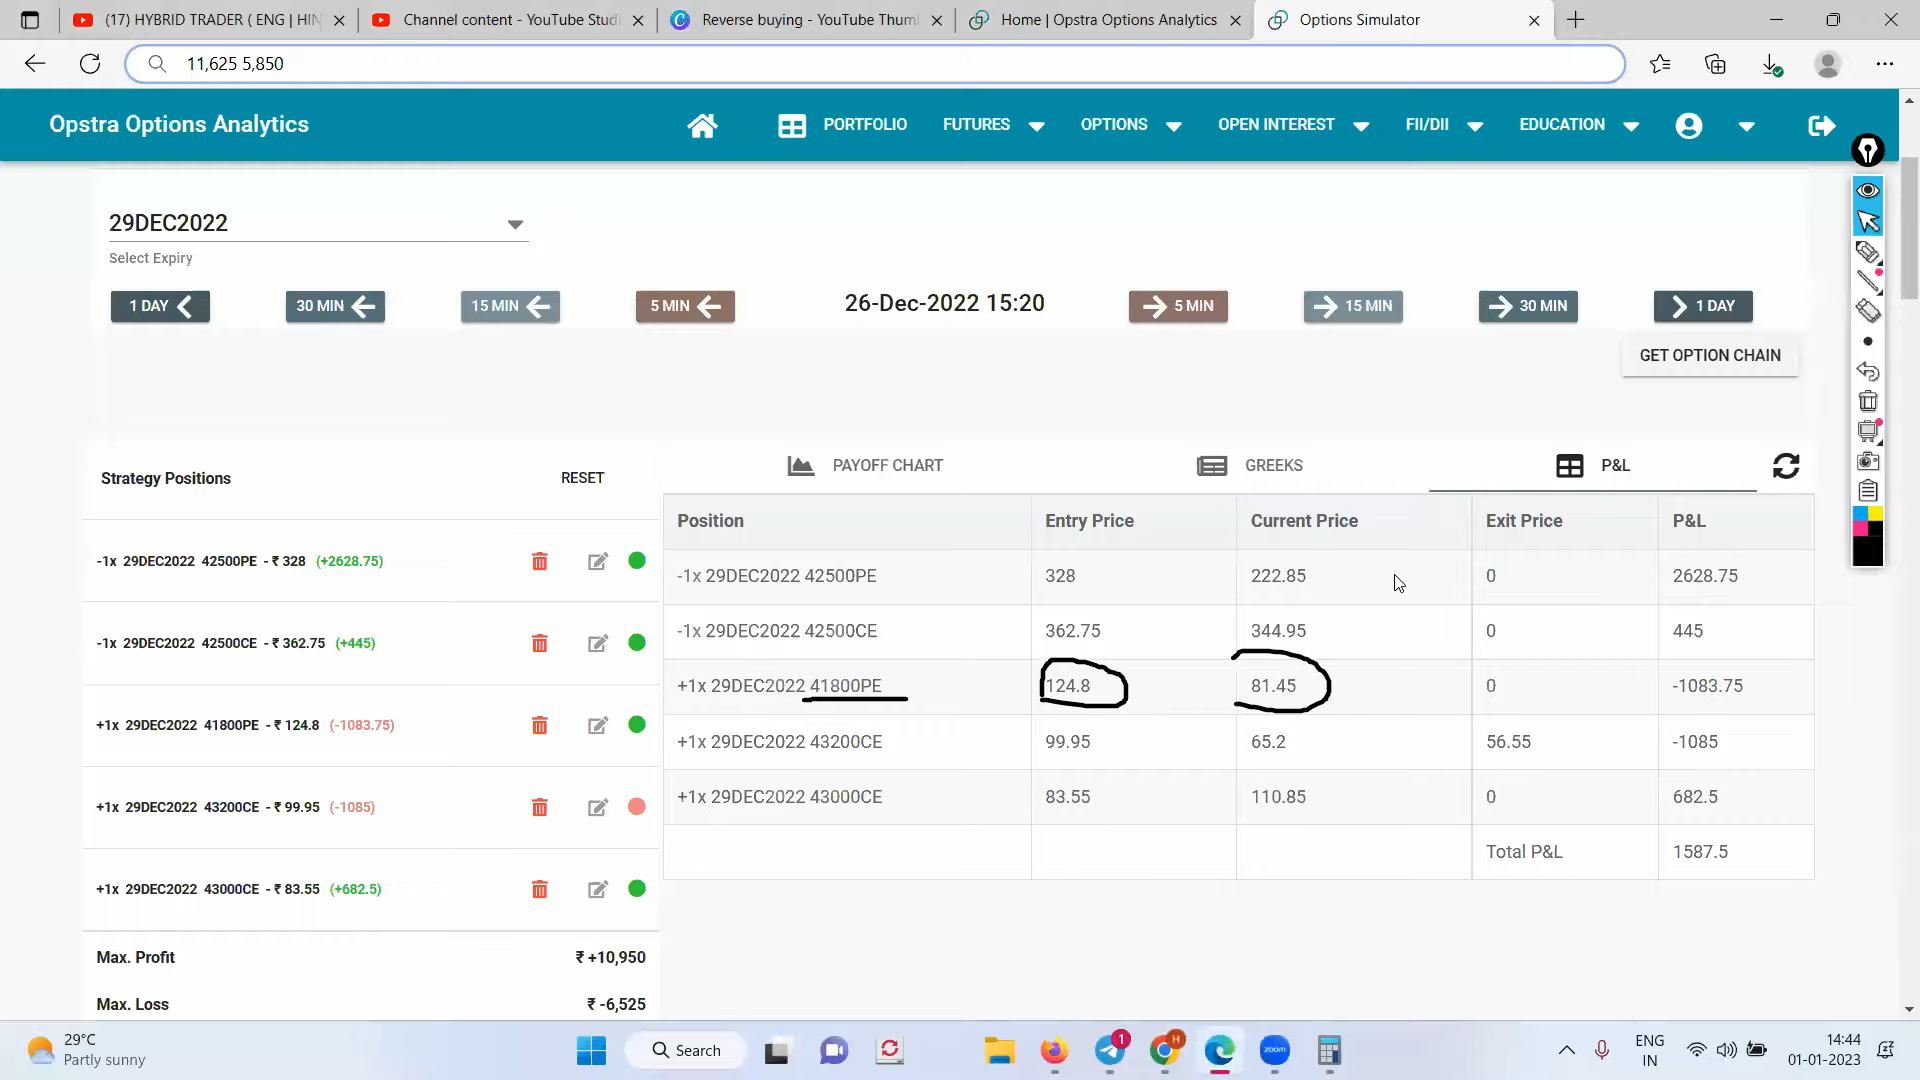 (17) HYBRID TRADER ( ENG | HIN
Channel content - YouTube Studi
Reverse buying - YouTube Thum
Home | Opstra Options Analytics
Options Simulator
11,625 5,850
Opstra Options Analytics
PORTFOLIO
FUTURES
OPTIONS
OPEN INTEREST
FII/DII
EDUCATION
29DEC2022
Select Expiry
1 DAY
30 MIN
15 MIN
5 MIN
26-Dec-2022 15:20
5 MIN
15 MIN
30 MIN
1 DAY
GET OPTION CHAIN
Strategy Positions
RESET
-1x 29DEC2022 42500PE - ₹ 328 (+2628.75)
-1x 29DEC2022 42500CE - ₹ 362.75 (+445)
+1x 29DEC2022 41800PE - ₹ 124.8 (-1083.75)
+1x 29DEC2022 43200CE - ₹ 99.95 (-1085)
+1x 29DEC2022 43000CE - ₹ 83.55 (+682.5)
Max. Profit ₹ +10,950
Max. Loss ₹ -6,525
PAYOFF CHART
GREEKS
P&L
Position Entry Price Current Price Exit Price P&L
-1x 29DEC2022 42500PE 328 222.85 0 2628.75
-1x 29DEC2022 42500CE 362.75 344.95 0 445
+1x 29DEC2022 41800PE 124.8 81.45 0 -1083.75
+1x 29DEC2022 43200CE 99.95 65.2 56.55 -1085
+1x 29DEC2022 43000CE 83.55 110.85 0 682.5
Total P&L 1587.5
29°C
Partly sunny
Search
1
H
zoom
ENG
IN
14:44
01-01-2023